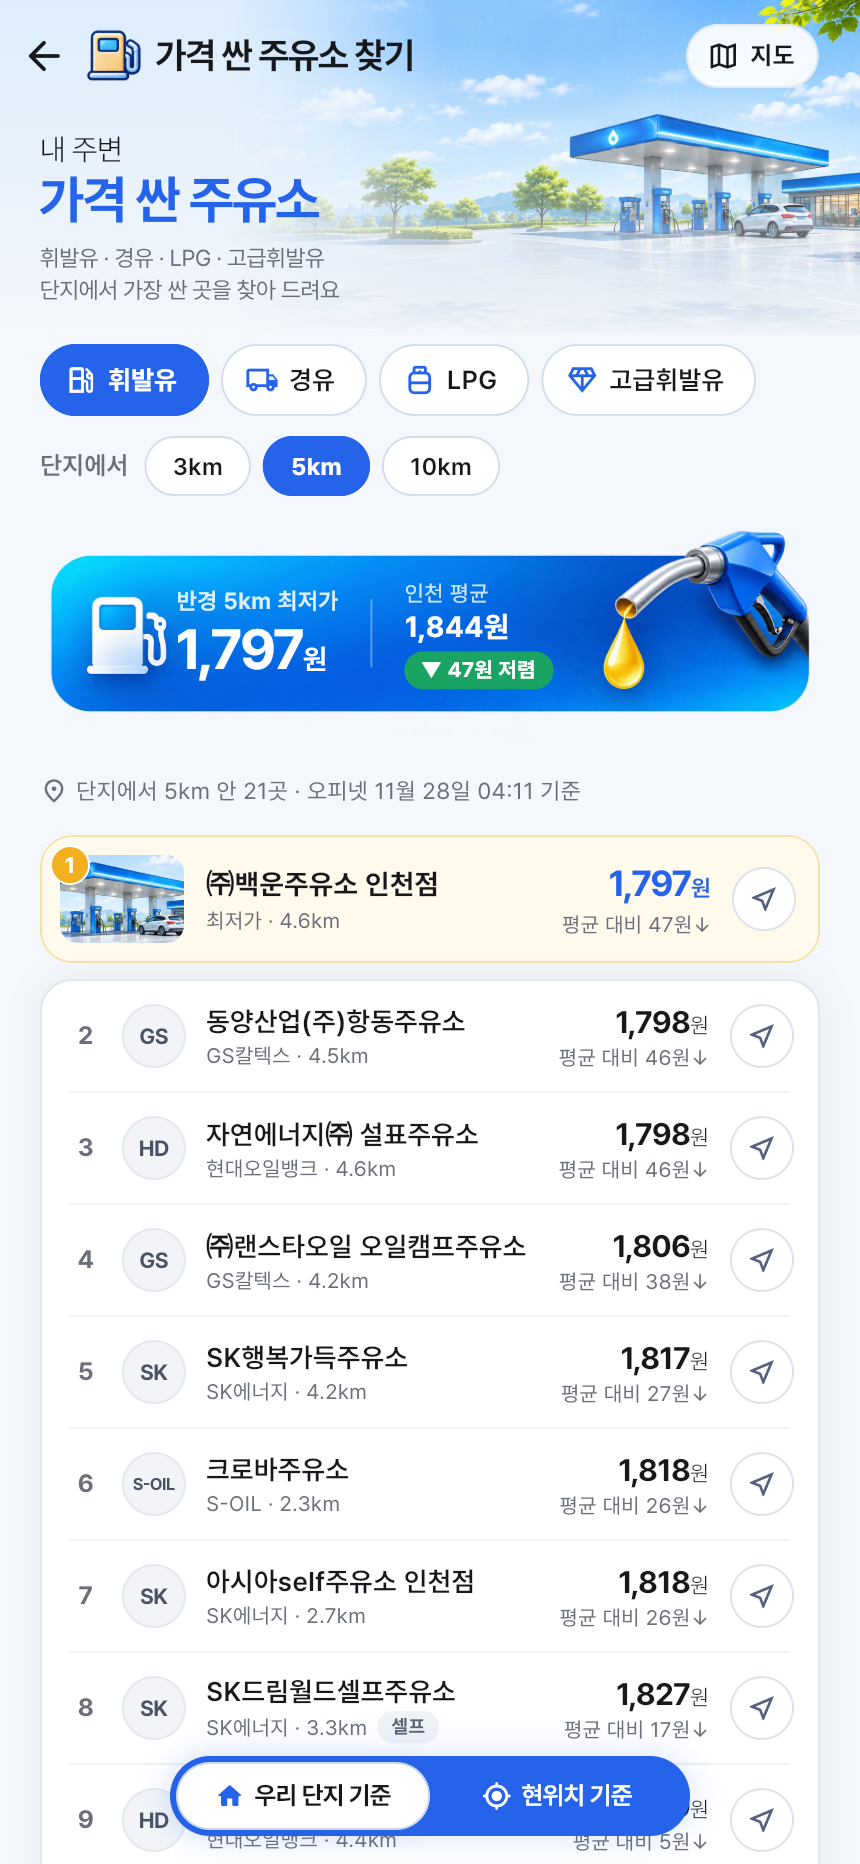 가격 싼 주유소 찾기
지도
내 주변
가격 싼 주유소
휘발유 · 경유 · LPG · 고급휘발유
단지에서 가장 싼 곳을 찾아 드려요
휘발유
경유
LPG
고급휘발유
단지에서
3km
5km
10km
반경 5km 최저가
1,797원
인천 평균
1,844원
▼ 47원 저렴
단지에서 5km 안 21곳 · 오피넷 11월 28일 04:11 기준
1
㈜백운주유소 인천점
최저가 · 4.6km
1,797원
평균 대비 47원↓
2
GS
동양산업(주)항동주유소
GS칼텍스 · 4.5km
1,798원
평균 대비 46원↓
3
HD
자연에너지㈜ 설표주유소
현대오일뱅크 · 4.6km
1,798원
평균 대비 46원↓
4
GS
㈜랜스타오일 오일캠프주유소
GS칼텍스 · 4.2km
1,806원
평균 대비 38원↓
5
SK
SK행복가득주유소
SK에너지 · 4.2km
1,817원
평균 대비 27원↓
6
S-OIL
크로바주유소
S-OIL · 2.3km
1,818원
평균 대비 26원↓
7
SK
아시아self주유소 인천점
SK에너지 · 2.7km
1,818원
평균 대비 26원↓
8
SK
SK드림월드셀프주유소
SK에너지 · 3.3km 셀프
1,827원
평균 대비 17원↓
우리 단지 기준
현위치 기준
9
HD
원
현대오일뱅크 · 4.4km
평균 대비 5원↓